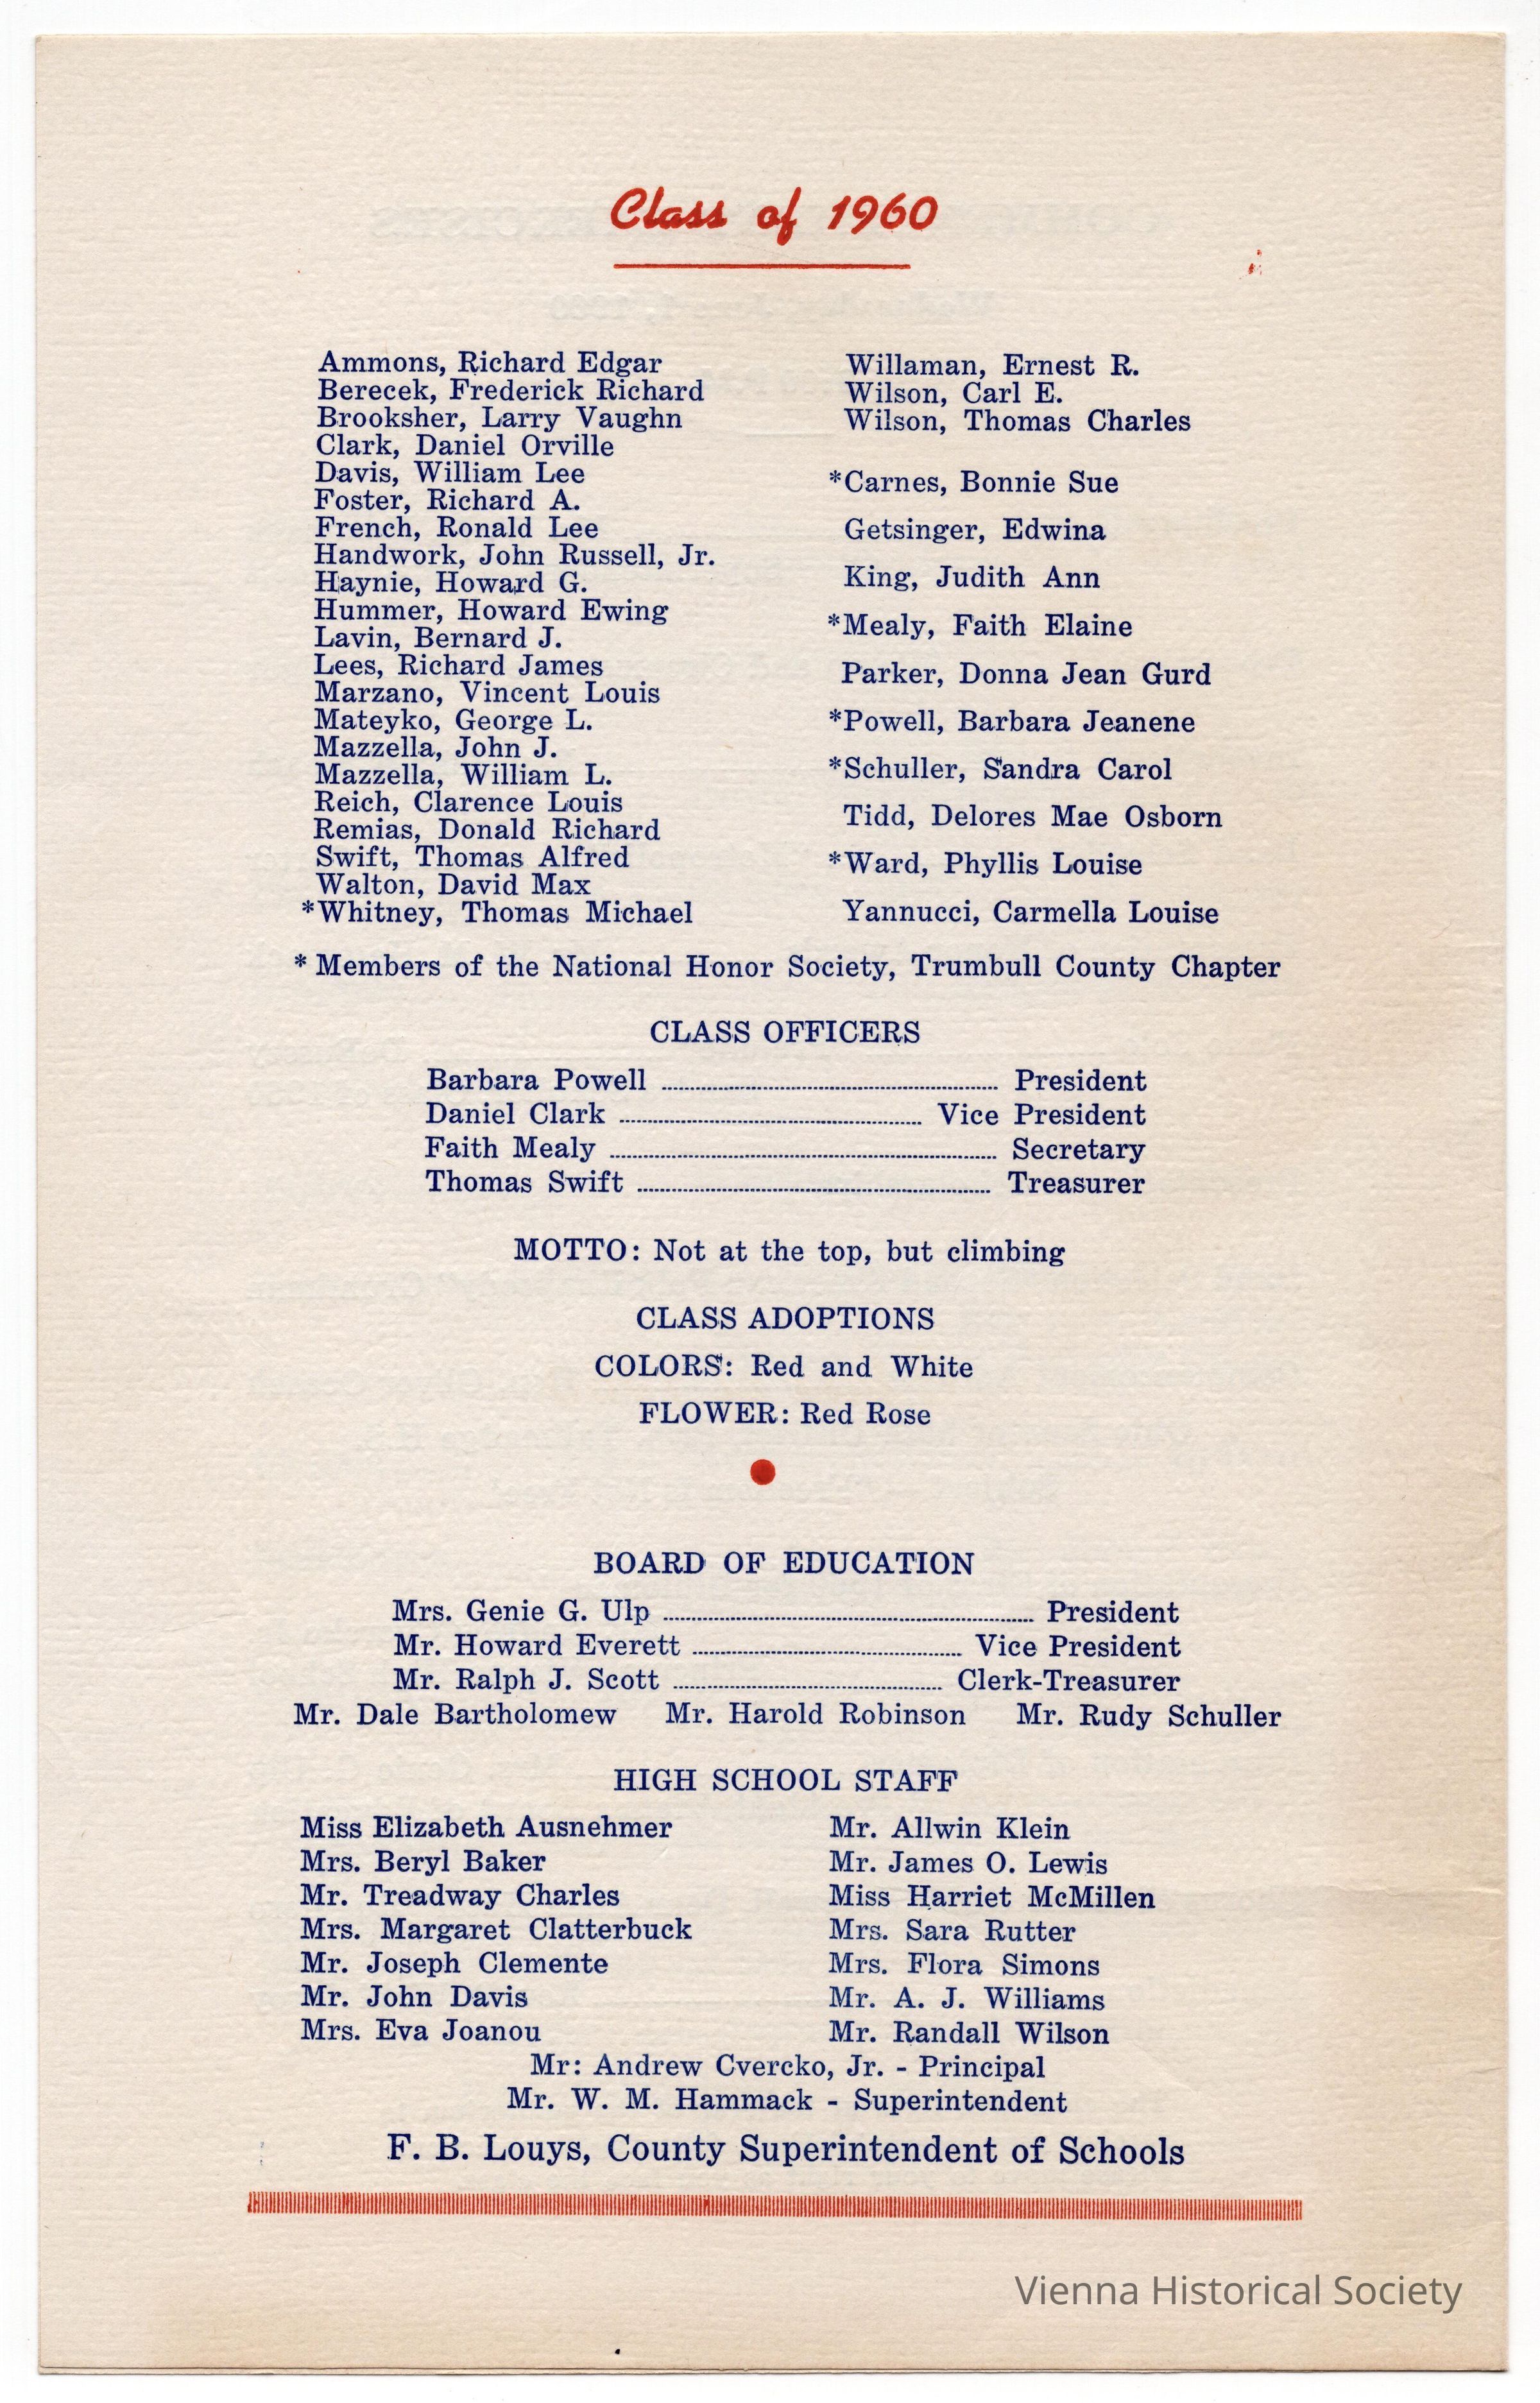 Class of 1960
Ammons, Richard Edgar
Berecek, Frederick Richard
Brooksher, Larry Vaughn
Clark, Daniel Orville
Davis, William Lee
Foster, Richard A.
French, Ronald Lee
Handwork, John Russell, Jr.
Haynie, Howard G.
Hummer, Howard Ewing
Lavin, Bernard J.
Lees, Richard James
Marzano, Vincent Louis
Mateyko, George L.
Mazzella, John J.
Mazzella, William L.
Reich, Clarence Louis
Remias, Donald Richard
Swift, Thomas Alfred
Walton, David Max
*Whitney, Thomas Michael
Willaman, Ernest R.
Wilson, Carl E.
Wilson, Thomas Charles
*Carnes, Bonnie Sue
Getsinger, Edwina
King, Judith Ann
*Mealy, Faith Elaine
Parker, Donna Jean Gurd
*Powell, Barbara Jeanene
*Schuller, Sandra Carol
Tidd, Delores Mae Osborn
*Ward, Phyllis Louise
Yannucci, Carmella Louise
* Members of the National Honor Society, Trumbull County Chapter
CLASS OFFICERS
Barbara Powell ........ President
Daniel Clark ........ Vice President
Faith Mealy ........ Secretary
Thomas Swift ........ Treasurer
MOTTO: Not at the top, but climbing
CLASS ADOPTIONS
COLORS: Red and White
FLOWER: Red Rose
BOARD OF EDUCATION
Mrs. Genie G. Ulp ........ President
Mr. Howard Everett ........ Vice President
Mr. Ralph J. Scott ........ Clerk-Treasurer
Mr. Dale Bartholomew Mr. Harold Robinson Mr. Rudy Schuller
HIGH SCHOOL STAFF
Miss Elizabeth Ausnehmer
Mrs. Beryl Baker
Mr. Treadway Charles
Mrs. Margaret Clatterbuck
Mr. Joseph Clemente
Mr. John Davis
Mrs. Eva Joanou
Mr. Allwin Klein
Mr. James O. Lewis
Miss Harriet McMillen
Mrs. Sara Rutter
Mrs. Flora Simons
Mr. A. J. Williams
Mr. Randall Wilson
Mr: Andrew Cvercko, Jr. - Principal
Mr. W. M. Hammack - Superintendent
F. B. Louys, County Superintendent of Schools
Vienna Historical Society